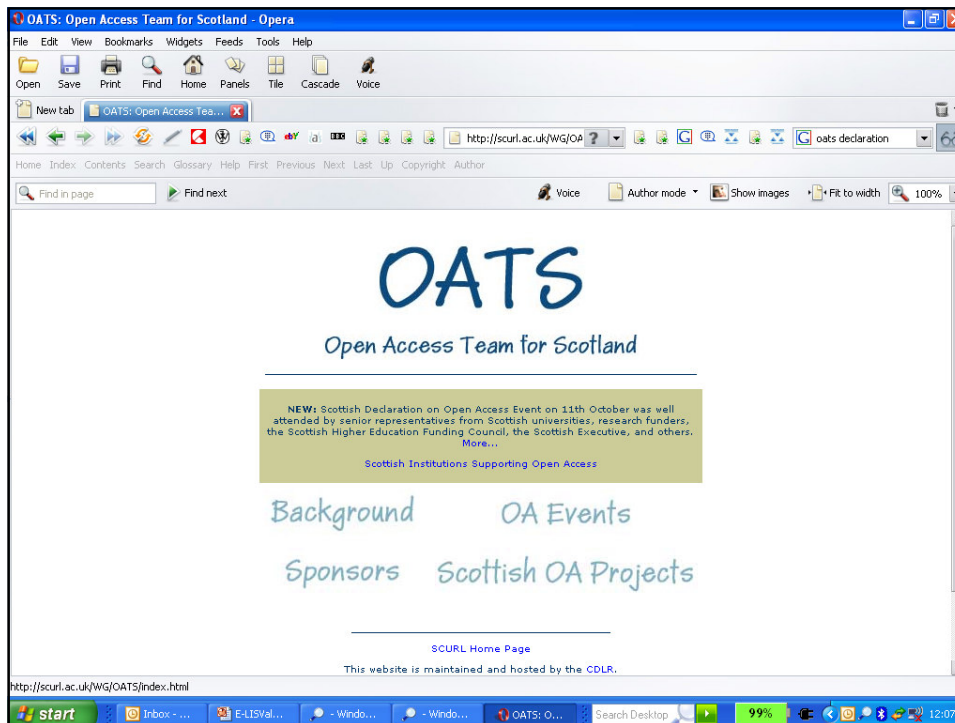 OATS: Open Access Team for Scotland - Opera
File Edit View Bookmarks Widgets Feeds Tools Help
Open Save Print Find Home Panels Tile Cascade Voice
New tab OATS: Open Access Tea...
http://scurl.ac.uk/WG/OA ? G oats declaration
Home Index Contents Search Glossary Help First Previous Next Last Up Copyright Author
Find in page Find next Voice Author mode Show images Fit to width 100%
OATS
Open Access Team for Scotland
NEW: Scottish Declaration on Open Access Event on 11th October was well
attended by senior representatives from Scottish universities, research funders,
the Scottish Higher Education Funding Council, the Scottish Executive, and others.
More...
Scottish Institutions Supporting Open Access
Background OA Events
Sponsors Scottish OA Projects
SCURL Home Page
This website is maintained and hosted by the CDLR.
http://scurl.ac.uk/WG/OATS/index.html
start Inbox - ... E-LISVal... - Windo... - Windo... OATS: O... Search Desktop 99% 12:07